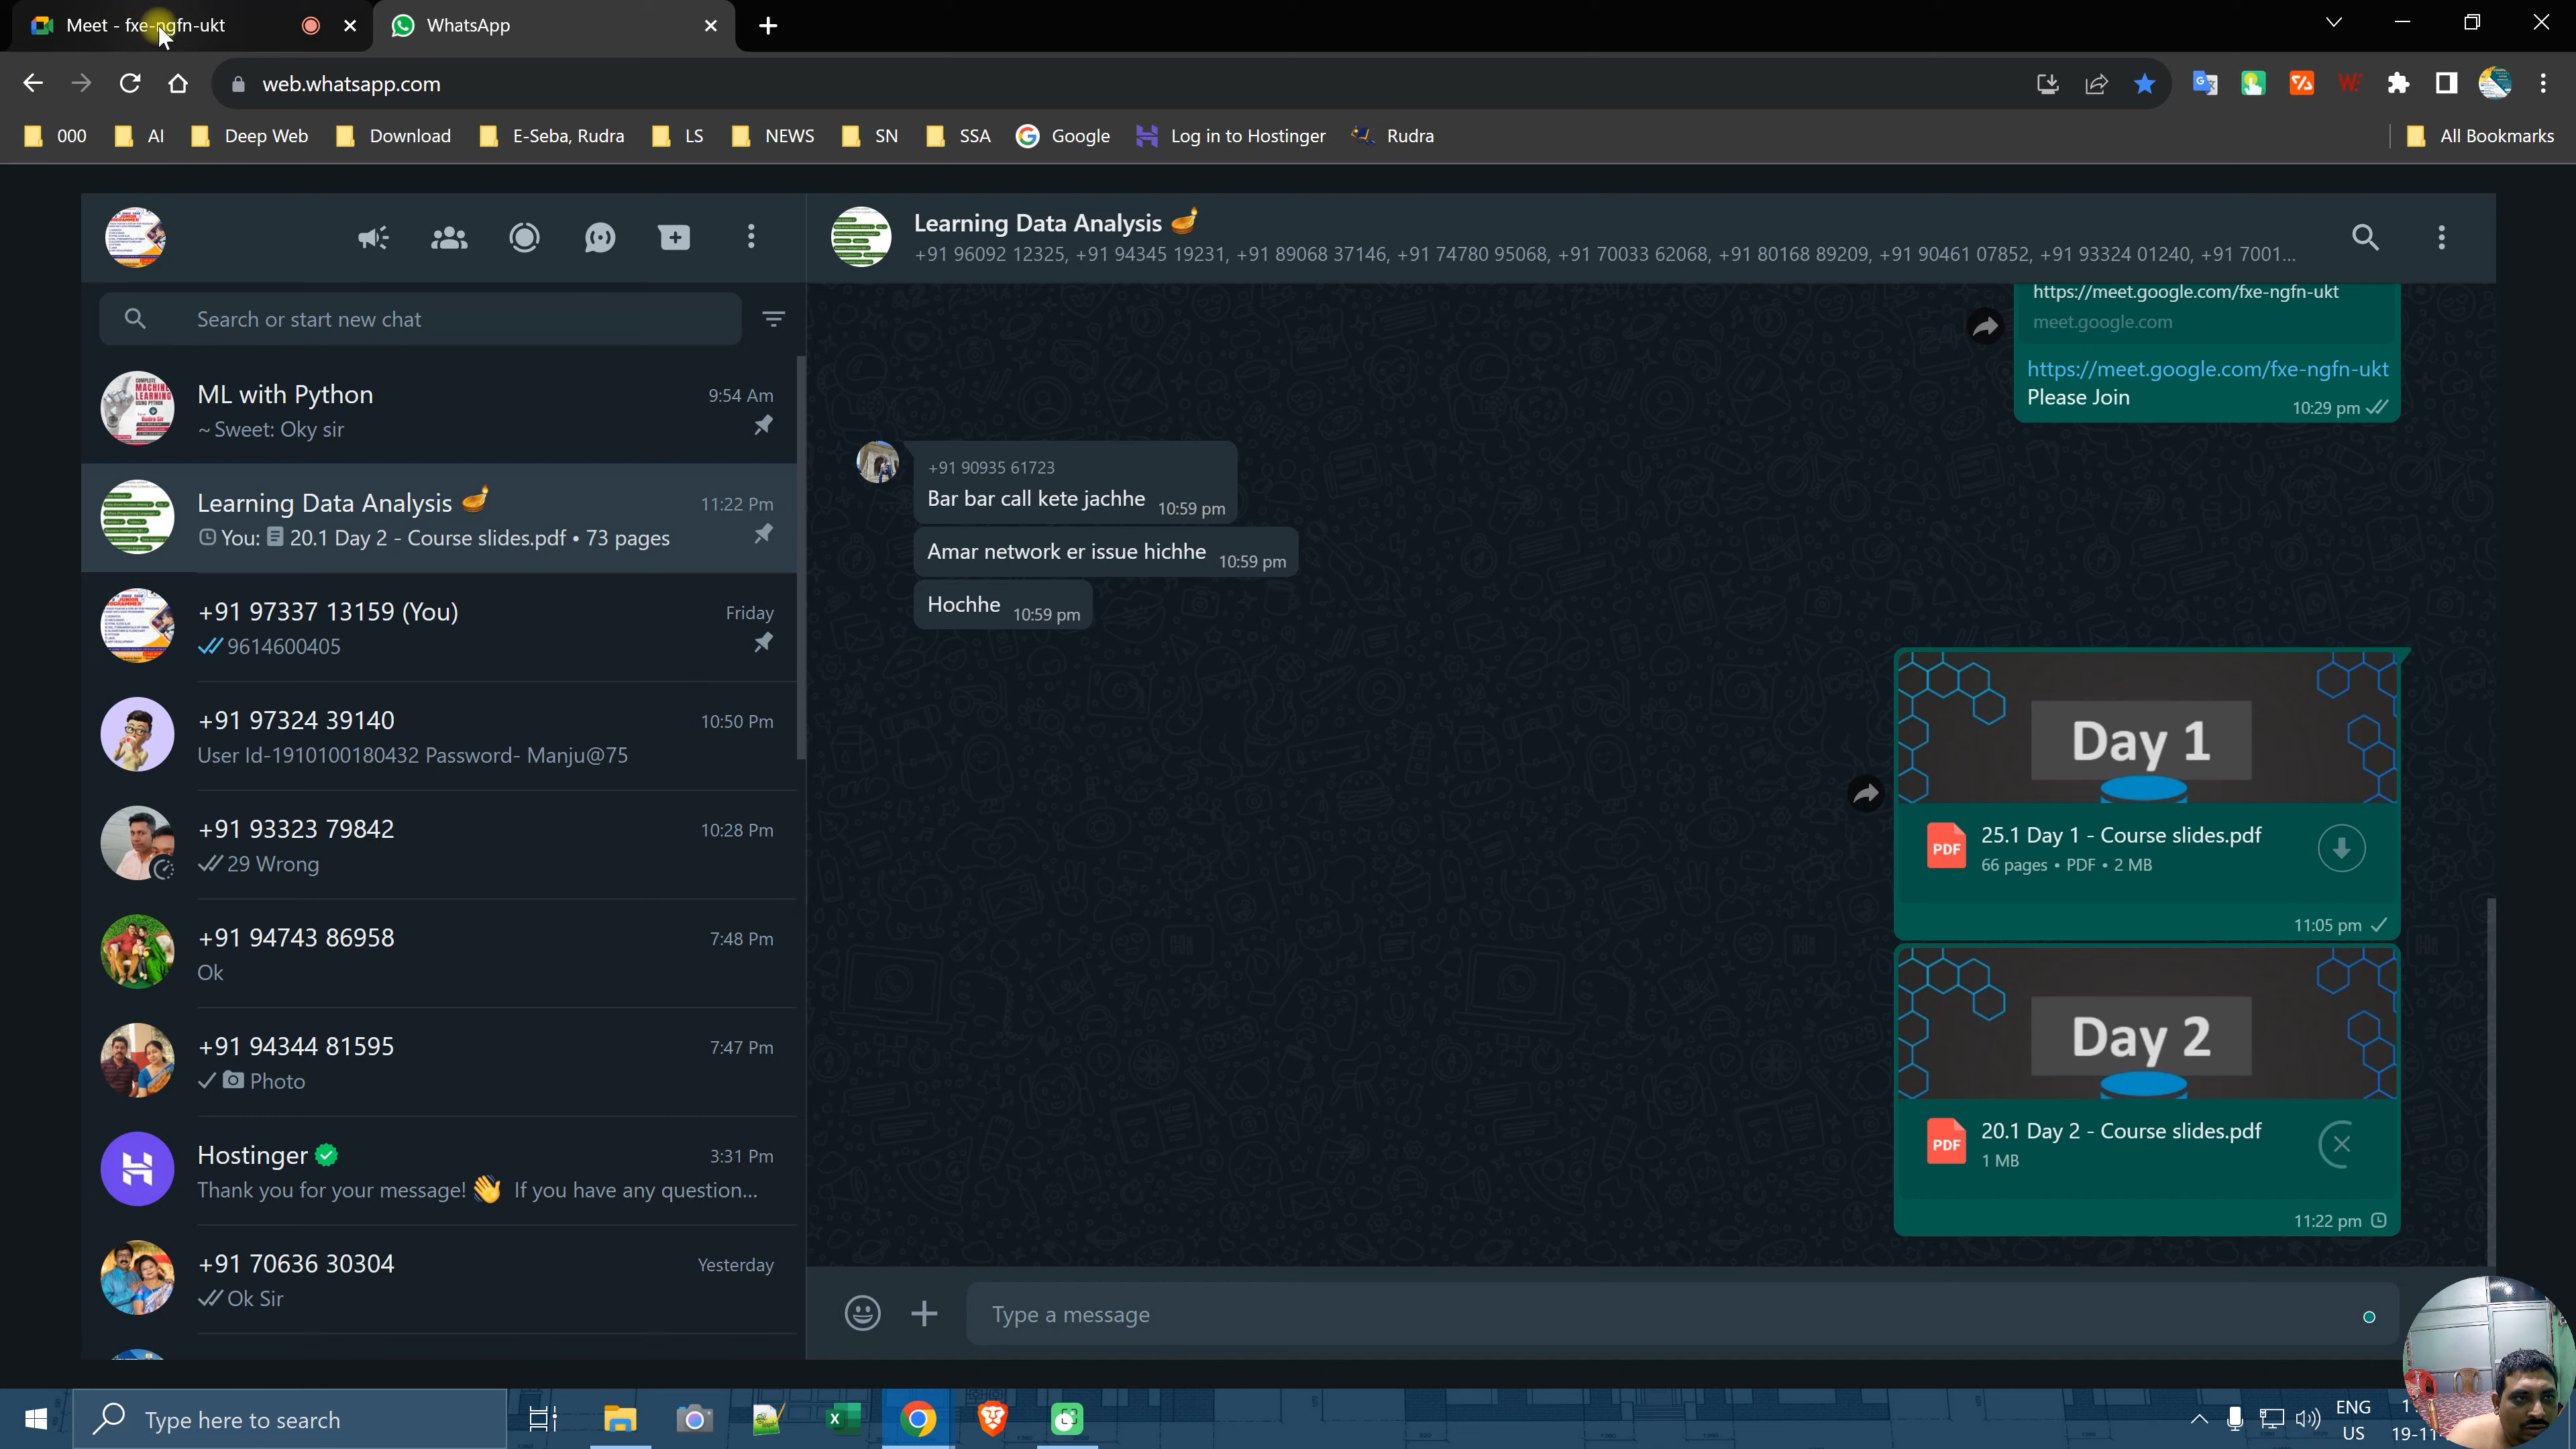 Meet - fxe-ngfn-ukt
WhatsApp
web.whatsapp.com
000
AI
Deep Web
Download
E-Seba, Rudra
LS
NEWS
SN
SSA
Google
Log in to Hostinger
Rudra
All Bookmarks
Learning Data Analysis
+91 96092 12325, +91 94345 19231, +91 89068 37146, +91 74780 95068, +91 70033 62068, +91 80168 89209, +91 90461 07852, +91 93324 01240, +91 7001...
Search or start new chat
ML with Python 9:54 Am
~ Sweet: Oky sir
Learning Data Analysis 11:22 Pm
You: 20.1 Day 2 - Course slides.pdf • 73 pages
+91 97337 13159 (You) Friday
9614600405
+91 97324 39140 10:50 Pm
User Id-1910100180432 Password- Manju@75
+91 93323 79842 10:28 Pm
29 Wrong
+91 94743 86958 7:48 Pm
Ok
+91 94344 81595 7:47 Pm
Photo
Hostinger 3:31 Pm
Thank you for your message! If you have any question...
+91 70636 30304 Yesterday
Ok Sir
https://meet.google.com/fxe-ngfn-ukt
meet.google.com
https://meet.google.com/fxe-ngfn-ukt
Please Join 10:29 pm
+91 90935 61723
Bar bar call kete jachhe 10:59 pm
Amar network er issue hichhe 10:59 pm
Hochhe 10:59 pm
Day 1
PDF
25.1 Day 1 - Course slides.pdf
66 pages • PDF • 2 MB
11:05 pm
Day 2
PDF
20.1 Day 2 - Course slides.pdf
1 MB
11:22 pm
Type a message
Type here to search
ENG
US